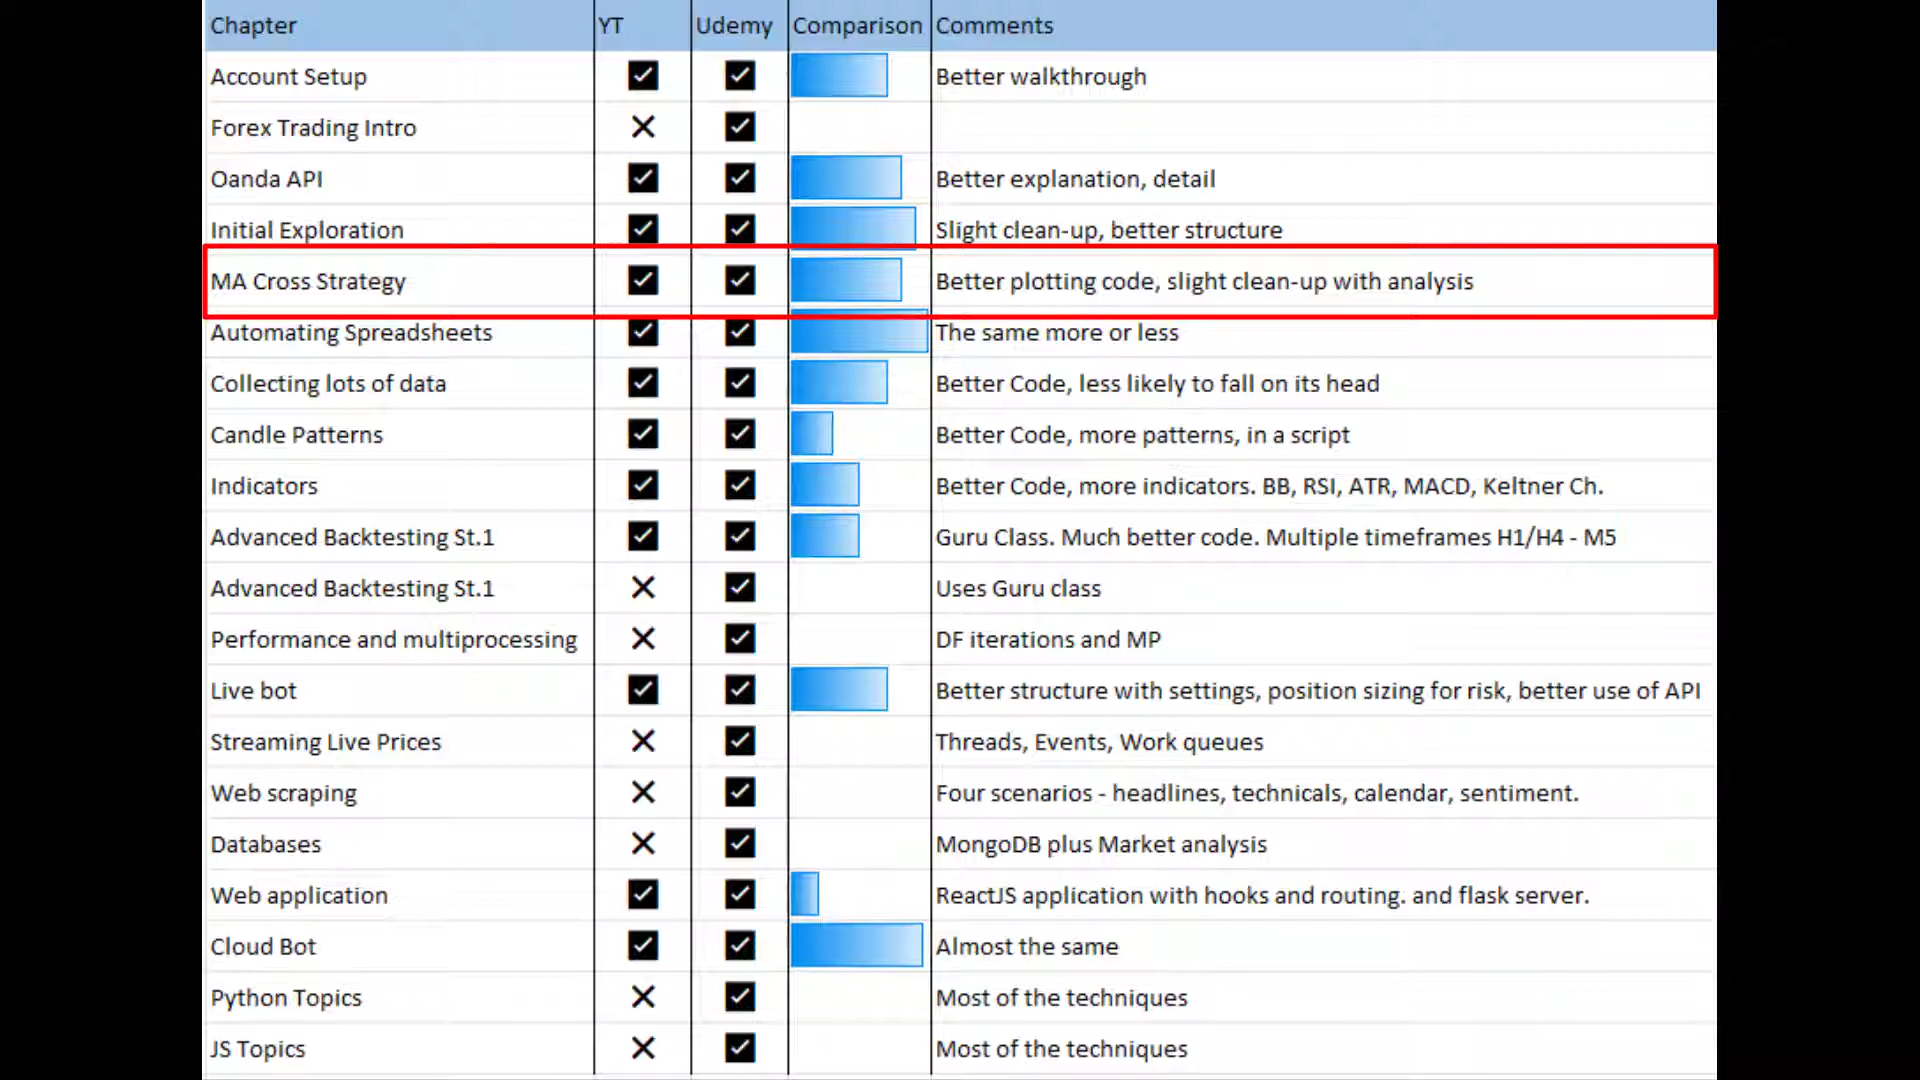 Chapter YT Udemy Comparison Comments
Account Setup Better walkthrough
Forex Trading Intro
Oanda API Better explanation, detail
Initial Exploration Slight clean-up, better structure
MA Cross Strategy Better plotting code, slight clean-up with analysis
Automating Spreadsheets The same more or less
Collecting lots of data Better Code, less likely to fall on its head
Candle Patterns Better Code, more patterns, in a script
Indicators Better Code, more indicators. BB, RSI, ATR, MACD, Keltner Ch.
Advanced Backtesting St.1 Guru Class. Much better code. Multiple timeframes H1/H4 - M5
Advanced Backtesting St.1 Uses Guru class
Performance and multiprocessing DF iterations and MP
Live bot Better structure with settings, position sizing for risk, better use of API
Streaming Live Prices Threads, Events, Work queues
Web scraping Four scenarios - headlines, technicals, calendar, sentiment.
Databases MongoDB plus Market analysis
Web application ReactJS application with hooks and routing. and flask server.
Cloud Bot Almost the same
Python Topics Most of the techniques
JS Topics Most of the techniques